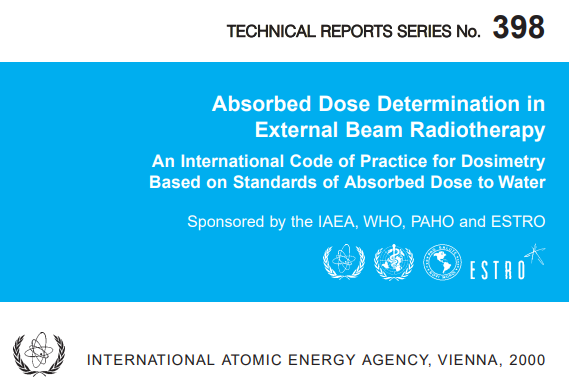 TECHNICAL REPORTS SERIES No. 398
Absorbed Dose Determination in
External Beam Radiotherapy
An International Code of Practice for Dosimetry
Based on Standards of Absorbed Dose to Water
Sponsored by the IAEA, WHO, PAHO and ESTRO
ESTRO
INTERNATIONAL ATOMIC ENERGY AGENCY, VIENNA, 2000